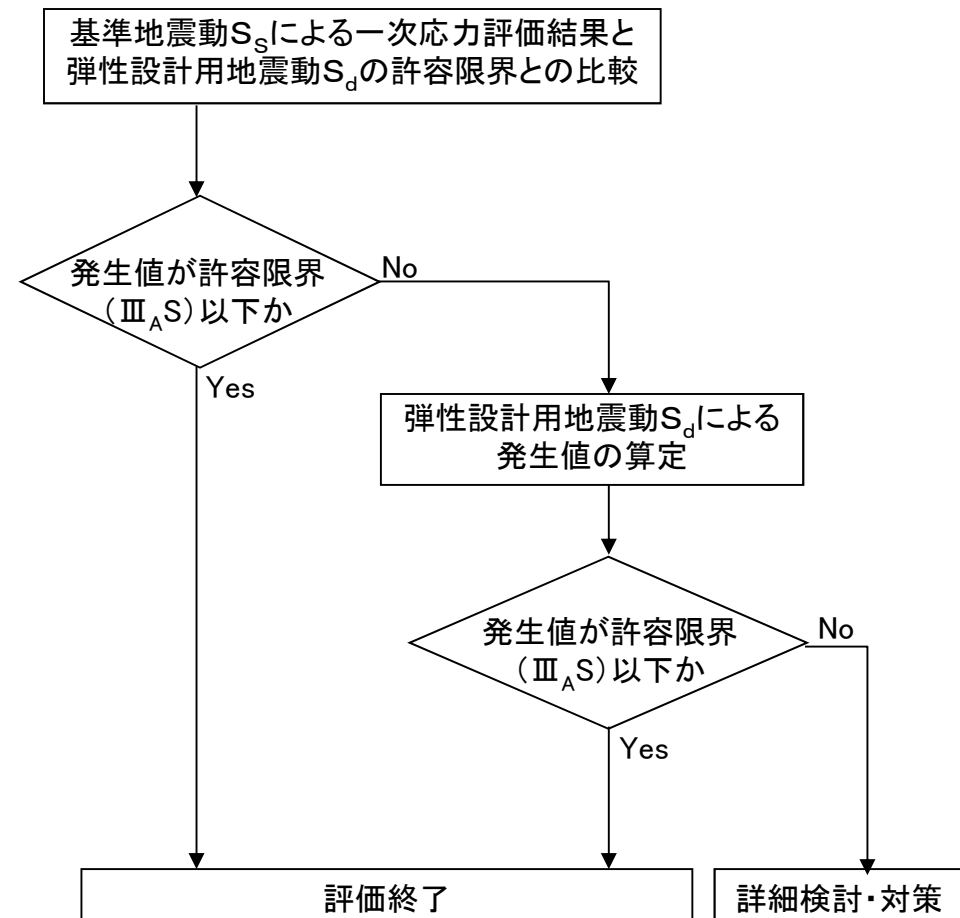 基準地震動SSによる一次応力評価結果と
弾性設計用地震動Sdの許容限界との比較
発生値が許容限界
（ⅢAS）以下か
No
Yes
弾性設計用地震動Sdによる
発生値の算定
発生値が許容限界
（ⅢAS）以下か
No
Yes
評価終了
詳細検討・対策